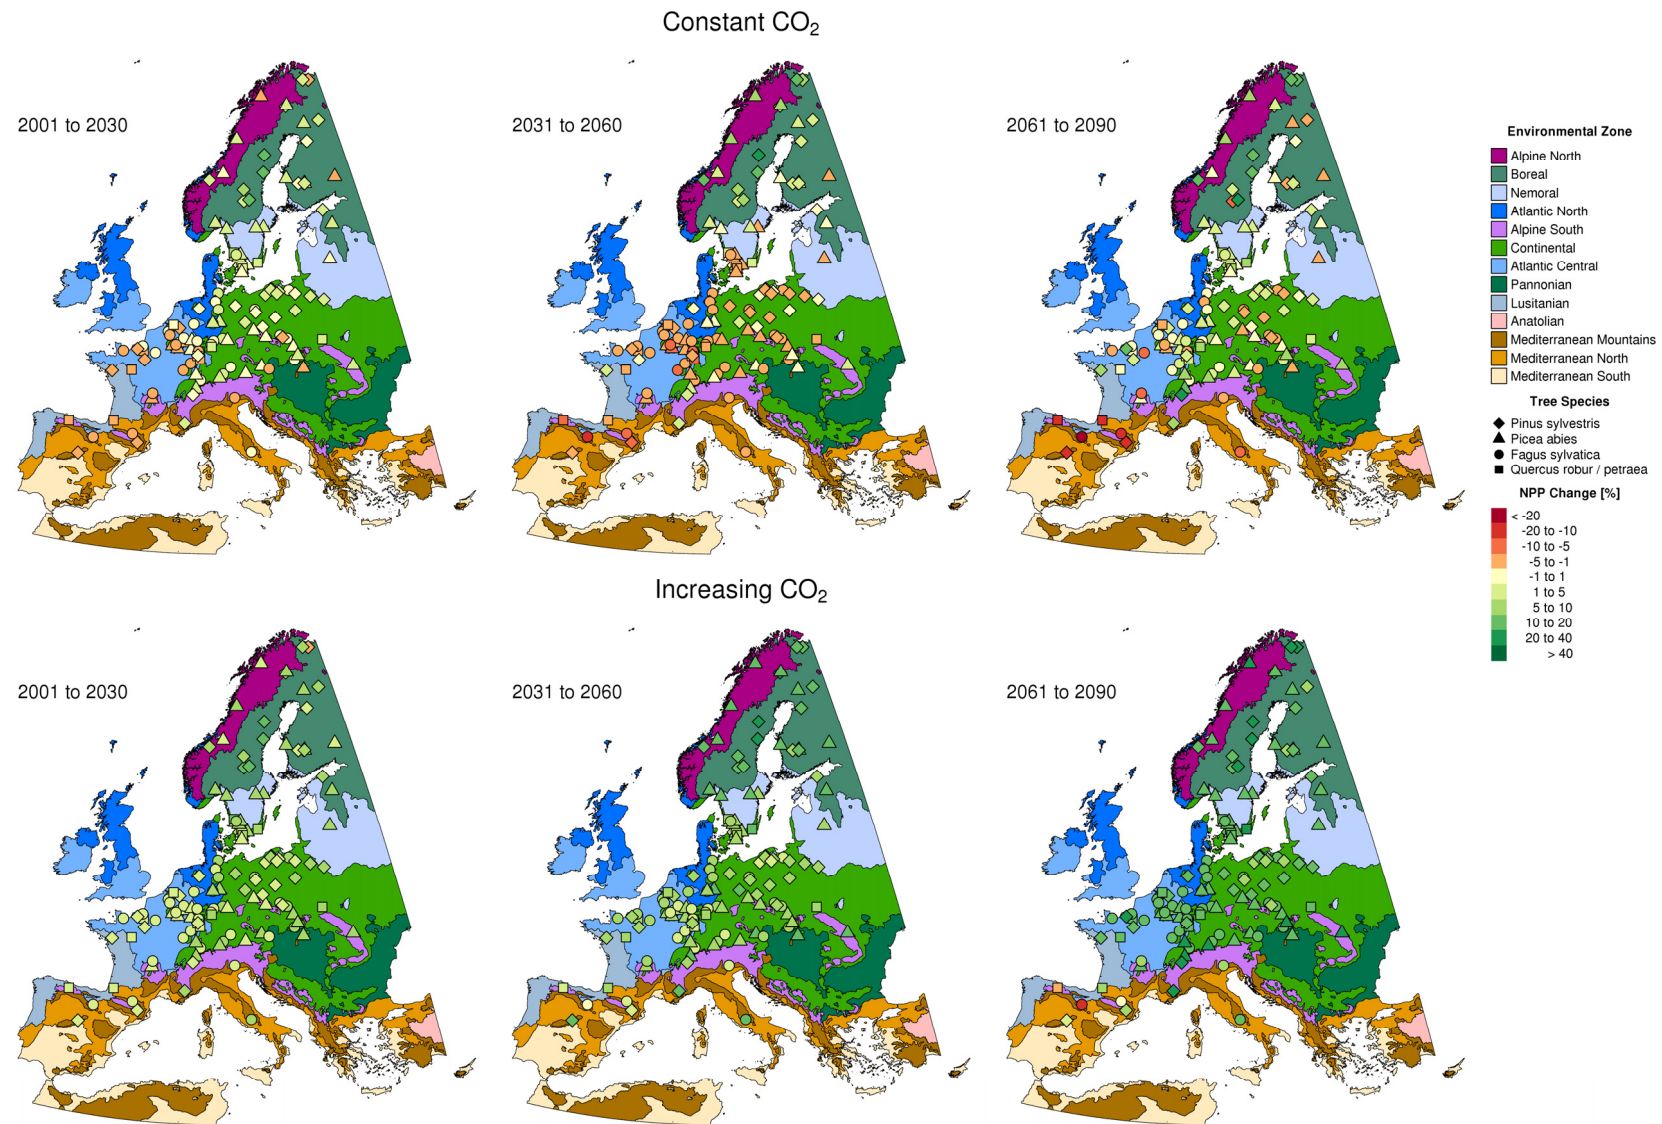 Constant CO₂
2001 to 2030
2031 to 2060
2061 to 2090
Environmental Zone
Alpine North
Boreal
Nemoral
Atlantic North
Alpine South
Continental
Atlantic Central
Pannonian
Lusitanian
Anatolian
Mediterranean Mountains
Mediterranean North
Mediterranean South
Tree Species
Pinus sylvestris
Picea abies
Fagus sylvatica
Quercus robur / petraea
NPP Change [%]
< -20
-20 to -10
-10 to -5
-5 to -1
-1 to 1
1 to 5
5 to 10
10 to 20
20 to 40
> 40
Increasing CO₂
2001 to 2030
2031 to 2060
2061 to 2090